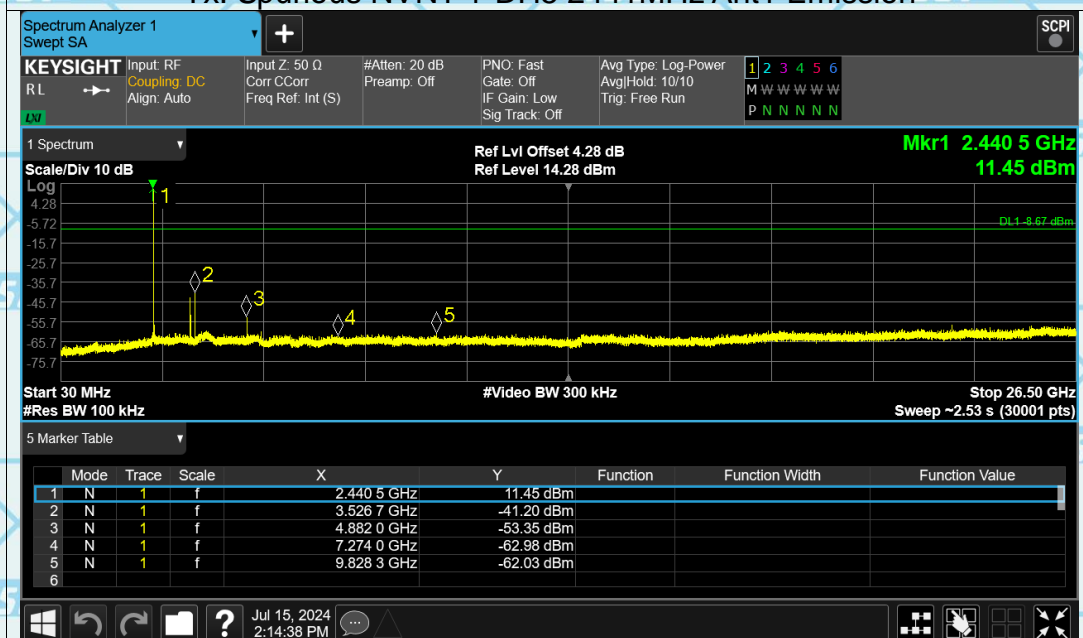 Tx. Spurious NVNT 1-DH5 2441MHz Ant1 Emission
Spectrum Analyzer 1
Swept SA
+
SCPI
KEYSIGHT
RL
LXI
Input: RF
Coupling: DC
Align: Auto
Input Z: 50 Ω
Corr CCorr
Freq Ref: Int (S)
#Atten: 20 dB
Preamp: Off
PNO: Fast
Gate: Off
IF Gain: Low
Sig Track: Off
Avg Type: Log-Power
Avg|Hold: 10/10
Trig: Free Run
1 2 3 4 5 6
M W W W W W
P N N N N N
1 Spectrum
Scale/Div 10 dB
Ref Lvl Offset 4.28 dB
Ref Level 14.28 dBm
Mkr1 2.440 5 GHz
11.45 dBm
Log
4.28
-5.72
-15.7
-25.7
-35.7
-45.7
-55.7
-65.7
-75.7
1
2
3
4
5
DL1 -8.67 dBm
Start 30 MHz
#Res BW 100 kHz
#Video BW 300 kHz
Stop 26.50 GHz
Sweep ~2.53 s (30001 pts)
5 Marker Table
Mode Trace Scale X Y Function Function Width Function Value
1 N 1 f 2.440 5 GHz 11.45 dBm
2 N 1 f 3.526 7 GHz -41.20 dBm
3 N 1 f 4.882 0 GHz -53.35 dBm
4 N 1 f 7.274 0 GHz -62.98 dBm
5 N 1 f 9.828 3 GHz -62.03 dBm
6
?
Jul 15, 2024
2:14:38 PM